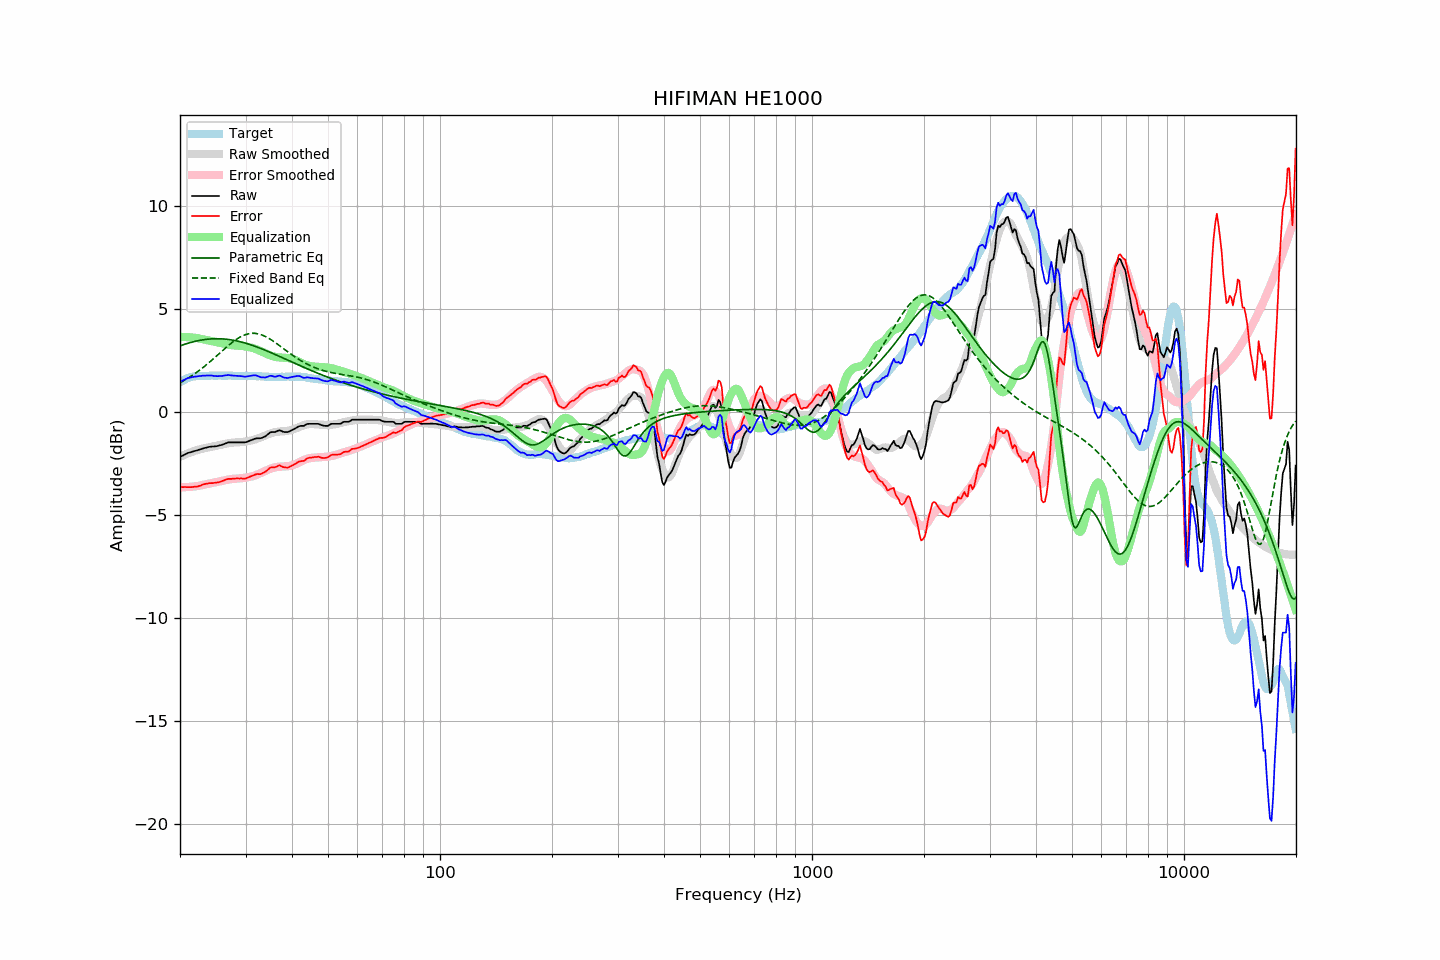 HIFIMAN HE1000
Target
Raw Smoothed
Error Smoothed
Raw
Error
Equalization
Parametric Eq
Fixed Band Eq
Equalized
Amplitude (dBr)
10
5
0
−5
−10
−15
−20
100
1000
10000
Frequency (Hz)